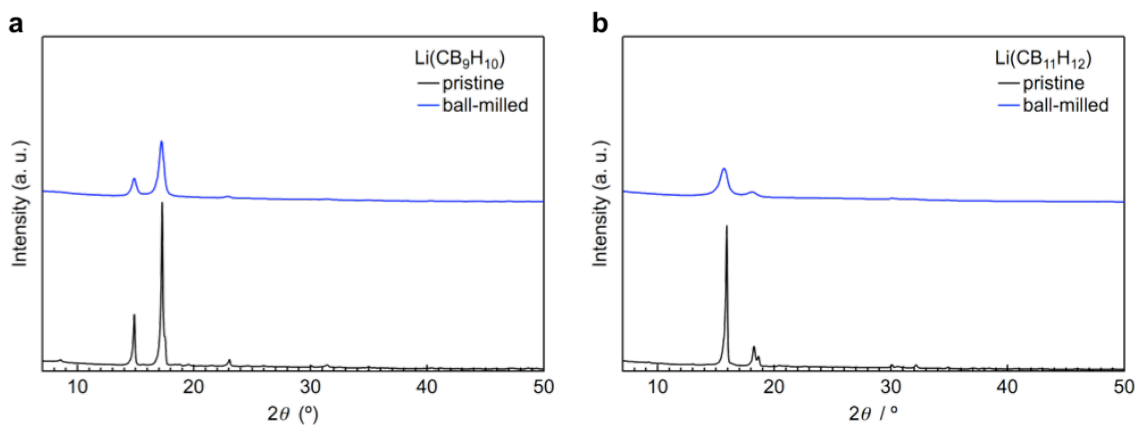 a
Li(CB₉H₁₀)
pristine
ball-milled
Intensity (a. u.)
10 20 30 40 50
2θ (º)
b
Li(CB₁₁H₁₂)
pristine
ball-milled
Intensity (a. u.)
10 20 30 40 50
2θ / º